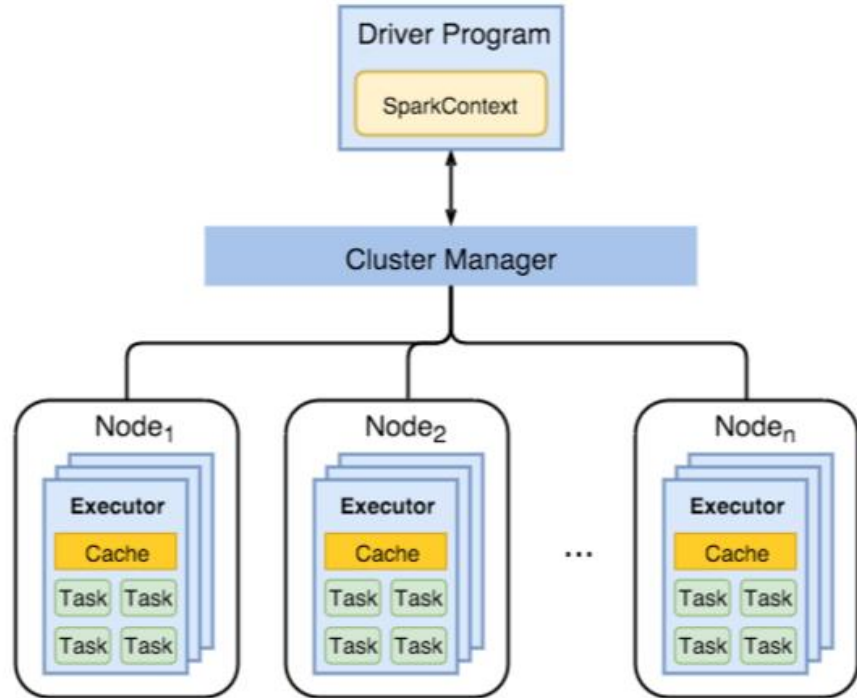 Driver Program
SparkContext
Cluster Manager
Node₁
Executor
Cache
Task Task
Task Task
Node₂
Executor
Cache
Task Task
Task Task
...
Nodeₙ
Executor
Cache
Task Task
Task Task